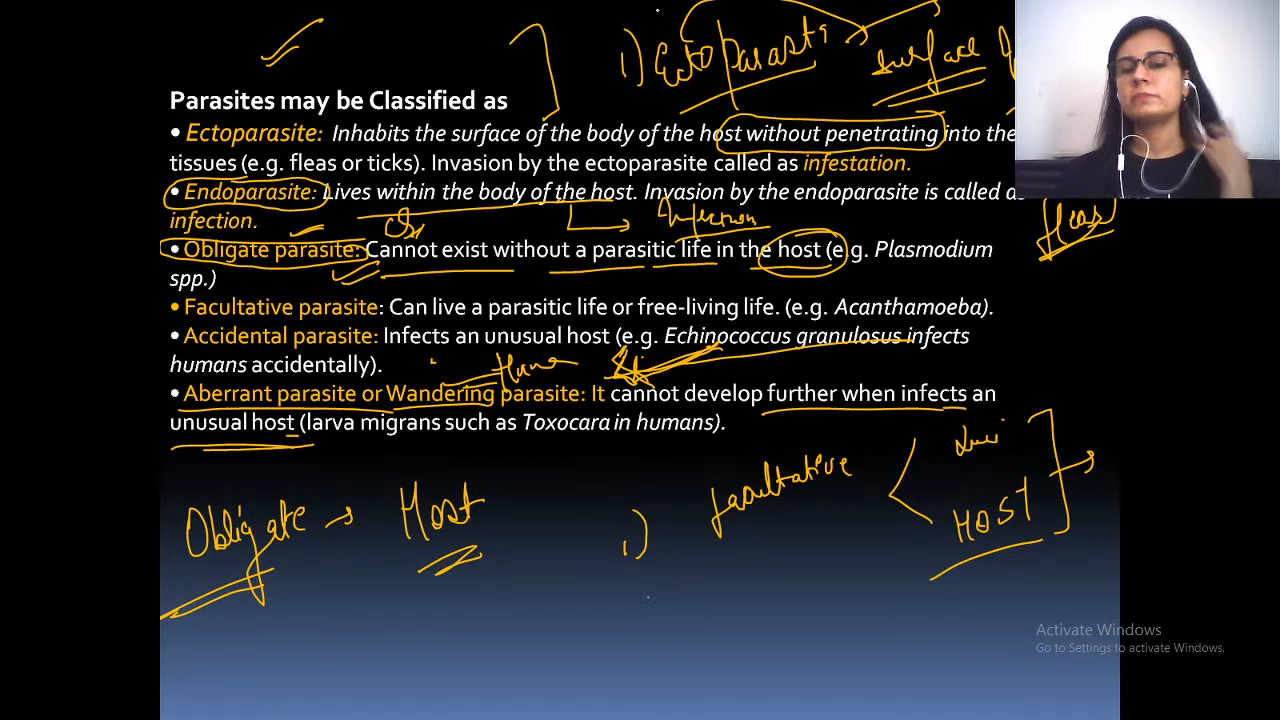 1) Ectoparasite → Surface
Parasites may be Classified as
• Ectoparasite: Inhabits the surface of the body of the host without penetrating into the
tissues (e.g. fleas or ticks). Invasion by the ectoparasite called as infestation.
• Endoparasite: Lives within the body of the host. Invasion by the endoparasite is called as
infection.
Infection
• Obligate parasite: Cannot exist without a parasitic life in the host (e.g. Plasmodium
spp.)
• Facultative parasite: Can live a parasitic life or free-living life. (e.g. Acanthamoeba).
• Accidental parasite: Infects an unusual host (e.g. Echinococcus granulosus infects
humans accidentally).
• Aberrant parasite or Wandering parasite: It cannot develop further when infects an
unusual host (larva migrans such as Toxocara in humans).
Obligate → Host
1) facultative
HOST
Activate Windows
Go to Settings to activate Windows.